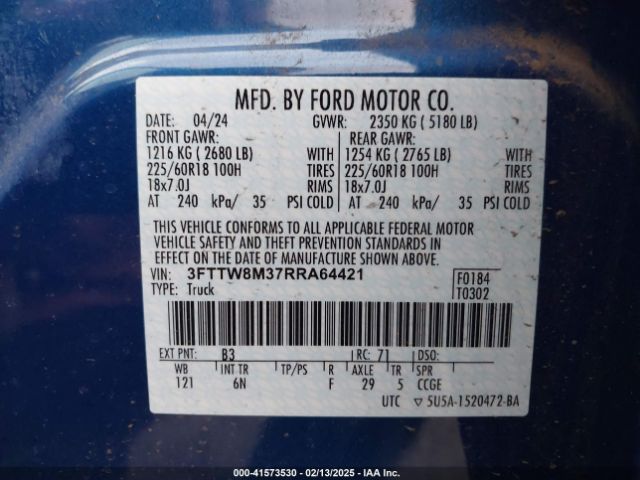 MFD. BY FORD MOTOR CO.
DATE: 04/24 GVWR: 2350 KG ( 5180 LB)
FRONT GAWR: REAR GAWR:
1216 KG ( 2680 LB) WITH 1254 KG ( 2765 LB) WITH
225/60R18 100H TIRES 225/60R18 100H TIRES
18x7.0J RIMS 18x7.0J RIMS
AT 240 kPa/ 35 PSI COLD AT 240 kPa/ 35 PSI COLD
THIS VEHICLE CONFORMS TO ALL APPLICABLE FEDERAL MOTOR
VEHICLE SAFETY AND THEFT PREVENTION STANDARDS IN
EFFECT ON THE DATE OF MANUFACTURE SHOWN ABOVE.
VIN: 3FTTW8M37RRA64421 F0184
TYPE: Truck T0302
EXT PNT: B3 RC: 71 DSO:
WB INT TR TP/PS R AXLE TR SPR
121 6N F 29 5 CCGE
UTC 5U5A-1520472-BA
000-41573530 - 02/13/2025 - IAA Inc.